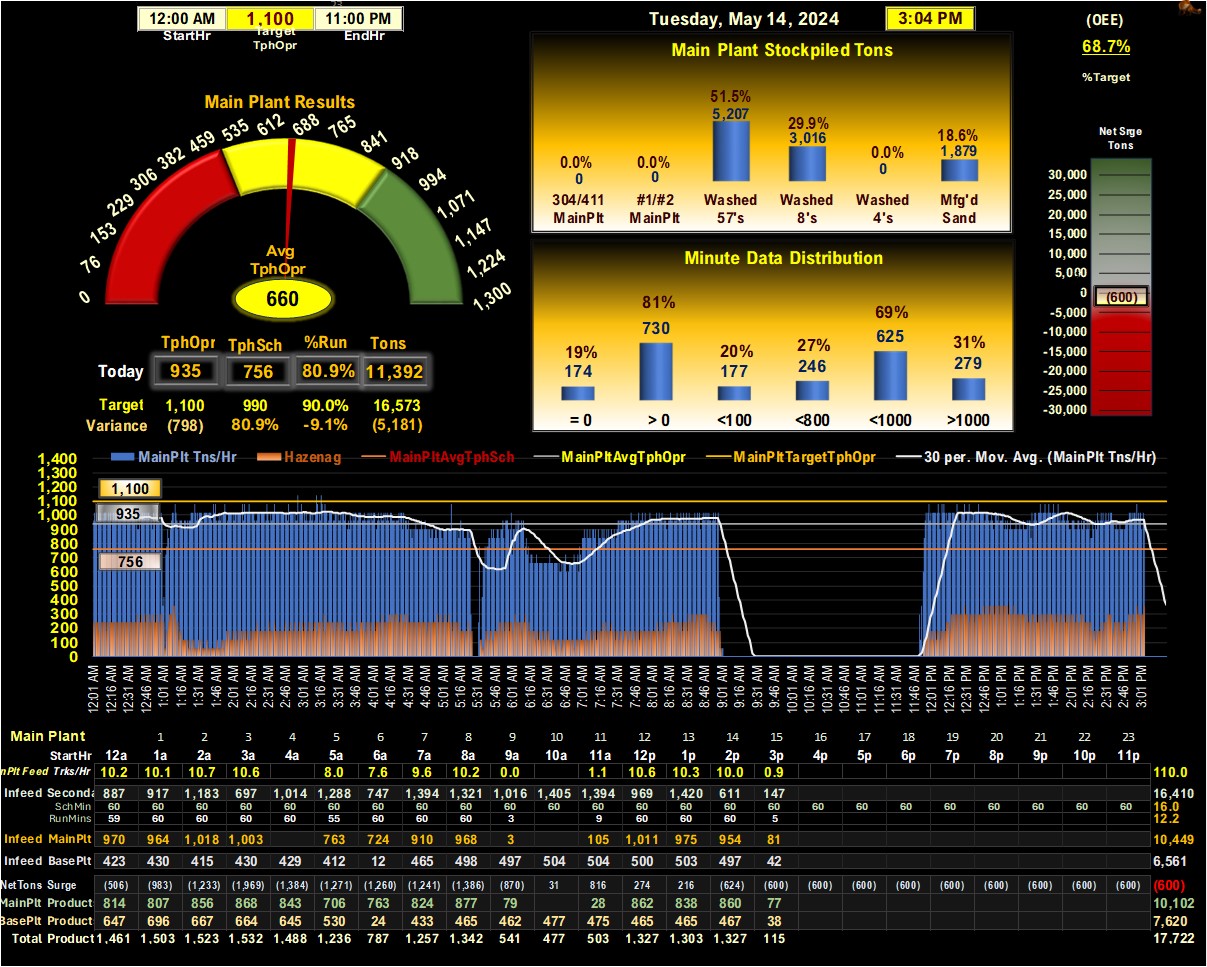 12:00 AM 1,100 11:00 PM
StartHr Target EndHr
TphOpr
Tuesday, May 14, 2024 3:04 PM
(OEE)
68.7%
%Target
Main Plant Results
0 76 153 229 306 382 459 535 612 688 765 841 918 994 1,071 1,147 1,224 1,300
Avg
TphOpr
660
TphOpr TphSch %Run Tons
Today 935 756 80.9% 11,392
Target 1,100 990 90.0% 16,573
Variance (798) 80.9% -9.1% (5,181)
Main Plant Stockpiled Tons
0.0% 0.0% 51.5% 29.9% 0.0% 18.6%
0 0 5,207 3,016 0 1,879
304/411 #1/#2 Washed Washed Washed Mfg'd
MainPlt MainPlt 57's 8's 4's Sand
Minute Data Distribution
19% 81% 20% 27% 69% 31%
174 730 177 246 625 279
= 0 > 0 <100 <800 <1000 >1000
Net Srge
Tons
30,000
25,000
20,000
15,000
10,000
5,000
0
(600)
-5,000
-10,000
-15,000
-20,000
-25,000
-30,000
MainPlt Tns/Hr Hazenag MainPltAvgTphSch MainPltAvgTphOpr MainPltTargetTphOpr 30 per. Mov. Avg. (MainPlt Tns/Hr)
1,400
1,300
1,200
1,100
1,000
900
800
700
600
500
400
300
200
100
0
1,100
935
756
12:01 AM 12:16 AM 12:31 AM 12:46 AM 1:01 AM 1:16 AM 1:31 AM 1:46 AM 2:01 AM 2:16 AM 2:31 AM 2:46 AM 3:01 AM 3:16 AM 3:31 AM 3:46 AM 4:01 AM 4:16 AM 4:31 AM 4:46 AM 5:01 AM 5:16 AM 5:31 AM 5:46 AM 6:01 AM 6:16 AM 6:31 AM 6:46 AM 7:01 AM 7:16 AM 7:31 AM 7:46 AM 8:01 AM 8:16 AM 8:31 AM 8:46 AM 9:01 AM 9:16 AM 9:31 AM 9:46 AM 10:01 AM 10:16 AM 10:31 AM 10:46 AM 11:01 AM 11:16 AM 11:31 AM 11:46 AM 12:01 PM 12:16 PM 12:31 PM 12:46 PM 1:01 PM 1:16 PM 1:31 PM 1:46 PM 2:01 PM 2:16 PM 2:31 PM 2:46 PM 3:01 PM
Main Plant 1 2 3 4 5 6 7 8 9 10 11 12 13 14 15 16 17 18 19 20 21 22 23
StartHr 12a 1a 2a 3a 4a 5a 6a 7a 8a 9a 10a 11a 12p 1p 2p 3p 4p 5p 6p 7p 8p 9p 10p 11p
nPlt Feed Trks/Hr 10.2 10.1 10.7 10.6 8.0 7.6 9.6 10.2 0.0 1.1 10.6 10.3 10.0 0.9 110.0
Infeed Seconda 887 917 1,183 697 1,014 1,288 747 1,394 1,321 1,016 1,405 1,394 969 1,420 611 147 16,410
SchMin 60 60 60 60 60 60 60 60 60 60 60 60 60 60 60 60 60 60 60 60 60 60 60 60 16.0
RunMins 59 60 60 60 55 60 60 60 3 9 60 60 60 5 12.2
Infeed MainPlt 970 964 1,018 1,003 763 724 910 968 3 105 1,011 975 954 81 10,449
Infeed BasePlt 423 430 415 430 429 412 12 465 498 497 504 504 500 503 497 42 6,561
NetTons Surge (506) (983) (1,233) (1,969) (1,384) (1,271) (1,260) (1,241) (1,386) (870) 31 816 274 216 (624) (600) (600) (600) (600) (600) (600) (600) (600) (600) (600)
MainPlt Product 814 807 856 868 843 706 763 824 877 79 28 862 838 860 77 10,102
BasePlt Product 647 696 667 664 645 530 24 433 465 462 477 475 465 465 467 38 7,620
Total Product 1,461 1,503 1,523 1,532 1,488 1,236 787 1,257 1,342 541 477 503 1,327 1,303 1,327 115 17,722